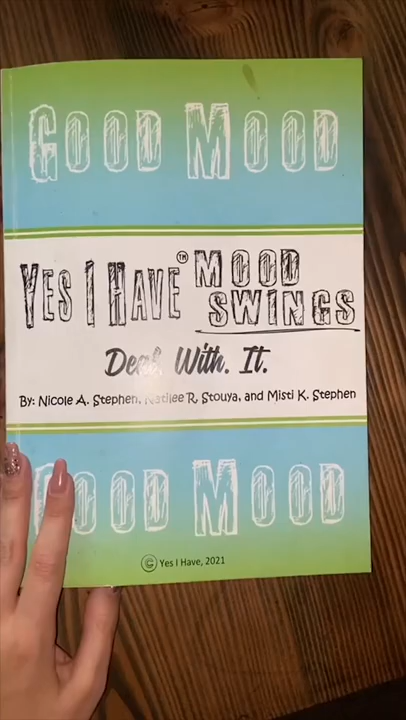 GOOD MOOD
YES I HAVE™ MOOD
SWINGS
Deal. With. It.
By: Nicole A. Stephen, R. Stouya, and Misti K. Stephen
GOOD MOOD
© Yes I Have, 2021